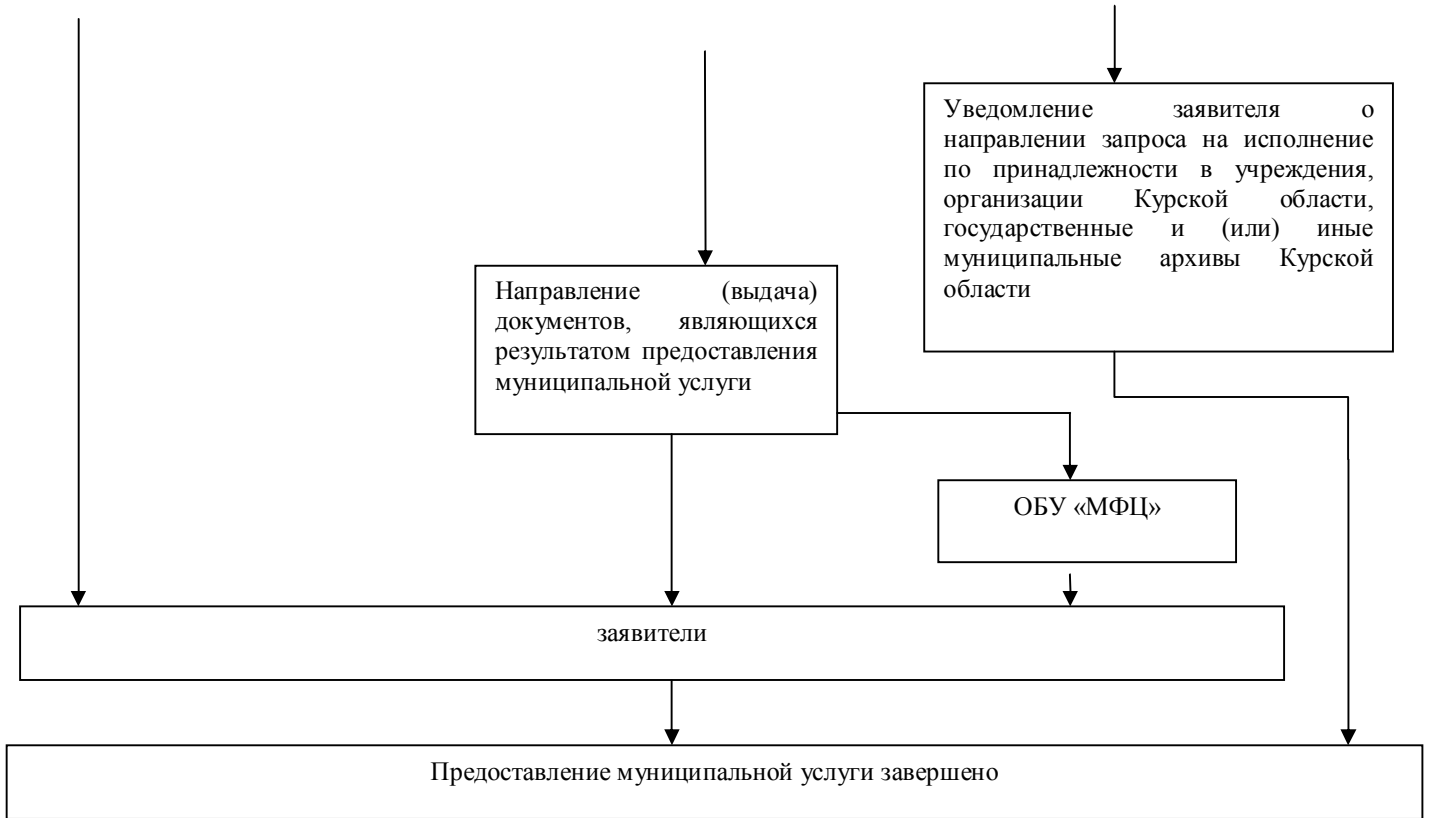 Уведомление заявителя о
направлении запроса на исполнение
по принадлежности в учреждения,
организации Курской области,
государственные и (или) иные
муниципальные архивы Курской
области
Направление (выдача)
документов, являющихся
результатом предоставления
муниципальной услуги
ОБУ «МФЦ»
заявители
Предоставление муниципальной услуги завершено